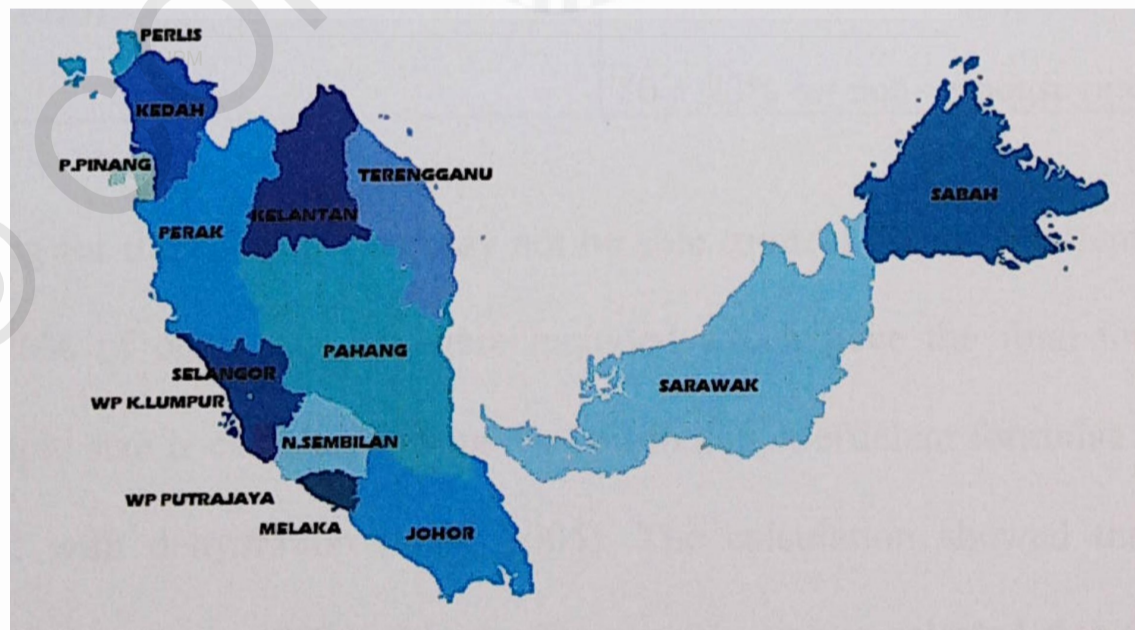 PERLIS
KEDAH
P.PINANG
TERENGGANU
KELANTAN
PERAK
SABAH
PAHANG
SELANGOR
SARAWAK
WP K.LUMPUR
N.SEMBILAN
WP PUTRAJAYA
MELAKA
JOHOR